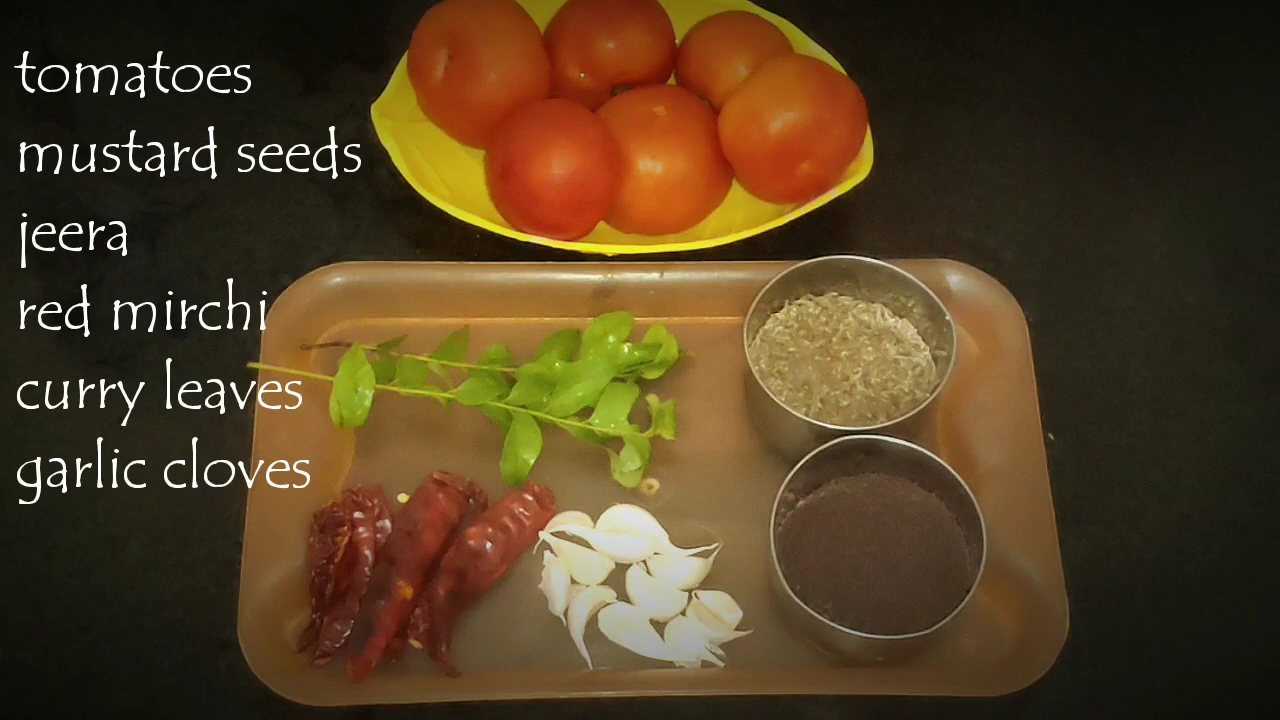 tomatoes
mustard seeds
jeera
red mirchi
curry leaves
garlic cloves